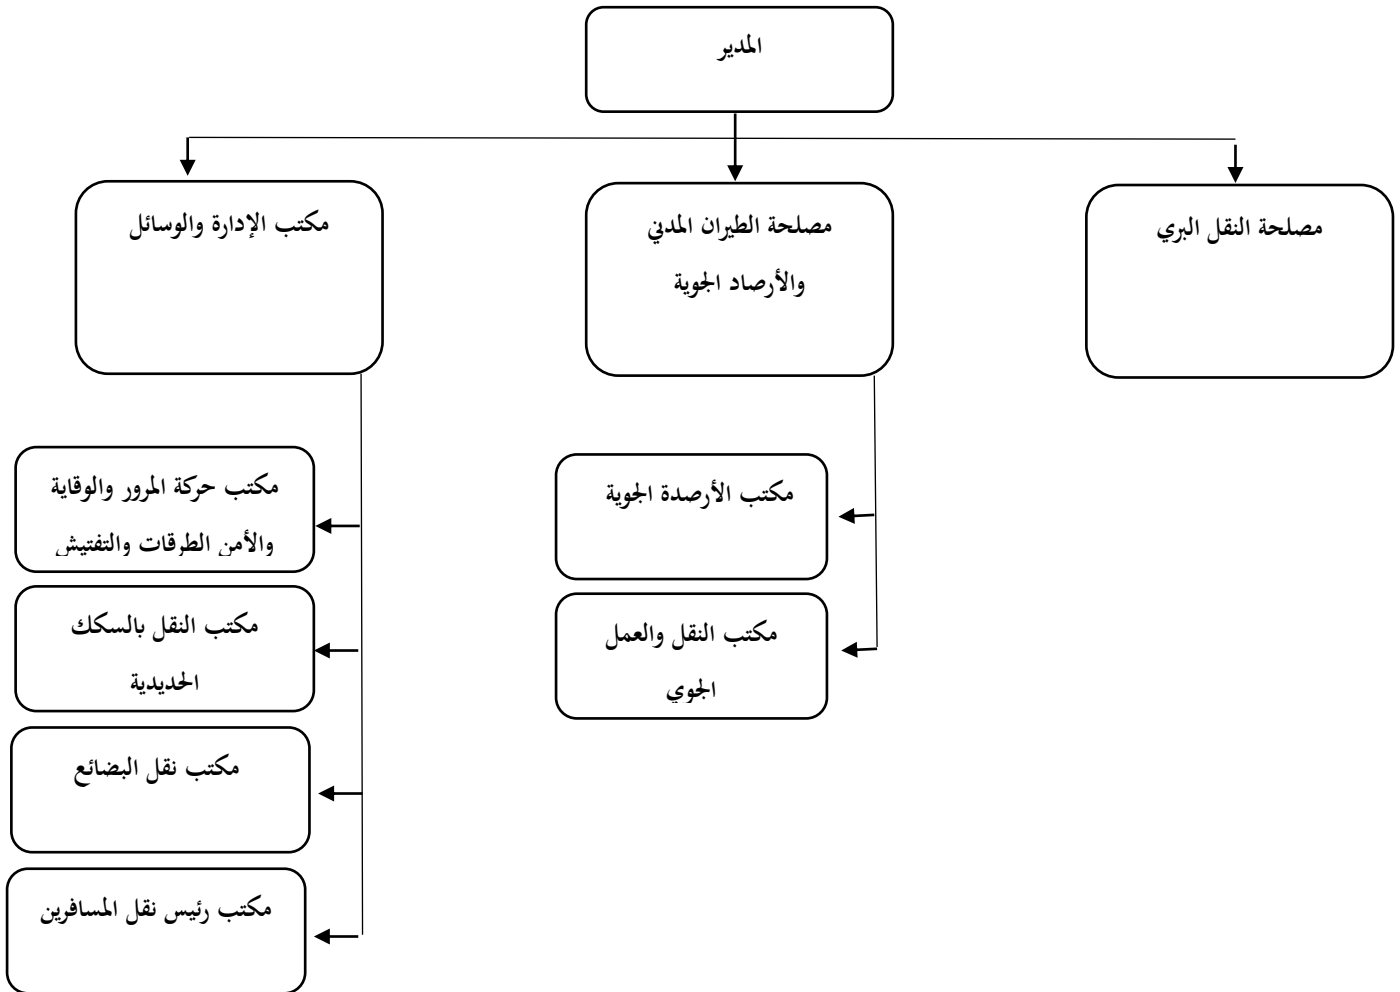 المدير
مصلحة النقل البري
مصلحة الطيران المدني
والأرصاد الجوية
مكتب الإدارة والوسائل
مكتب الأرصدة الجوية
مكتب النقل والعمل
الجوي
مكتب حركة المرور والوقاية
والأمن الطرقات والتفتيش
مكتب النقل بالسكك
الحديدية
مكتب نقل البضائع
مكتب رئيس نقل المسافرين